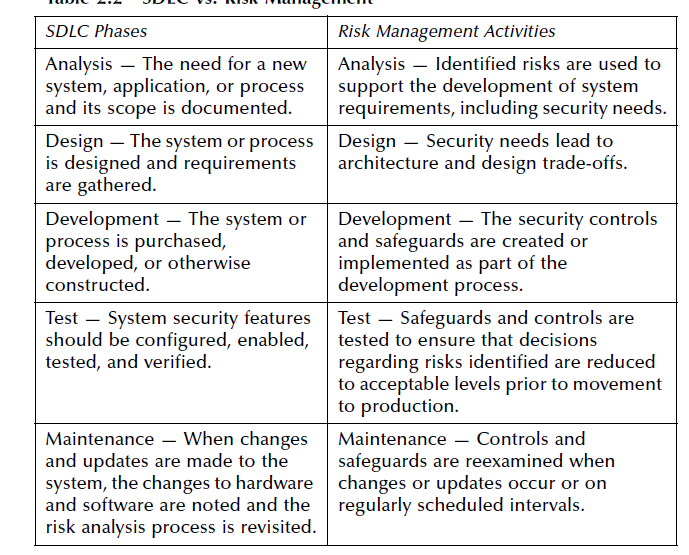 Table 2.2 SDLC vs. Risk Management
SDLC Phases
Risk Management Activities
Analysis — The need for a new
system, application, or process
and its scope is documented.
Analysis — Identified risks are used to
support the development of system
requirements, including security needs.
Design — The system or process
is designed and requirements
are gathered.
Design — Security needs lead to
architecture and design trade-offs.
Development — The system or
process is purchased,
developed, or otherwise
constructed.
Development — The security controls
and safeguards are created or
implemented as part of the
development process.
Test — System security features
should be configured, enabled,
tested, and verified.
Test — Safeguards and controls are
tested to ensure that decisions
regarding risks identified are reduced
to acceptable levels prior to movement
to production.
Maintenance — When changes
and updates are made to the
system, the changes to hardware
and software are noted and the
risk analysis process is revisited.
Maintenance — Controls and
safeguards are reexamined when
changes or updates occur or on
regularly scheduled intervals.